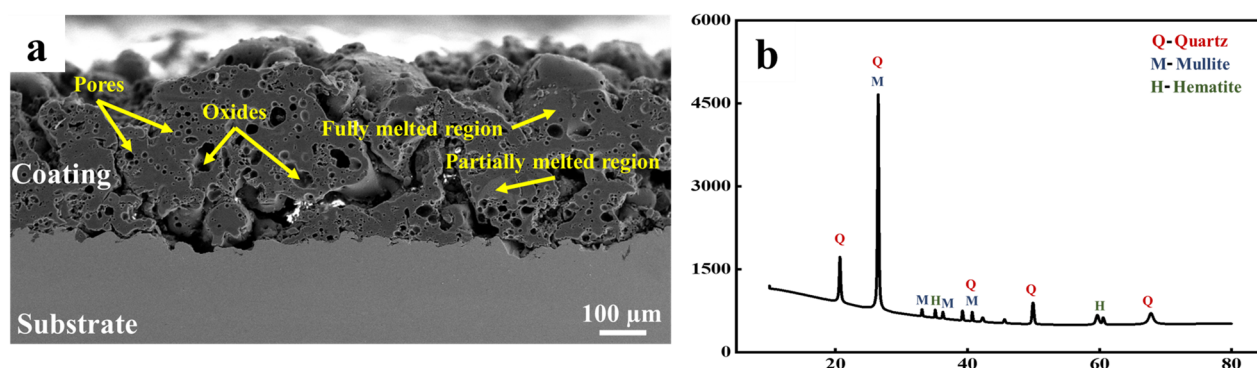 a
Pores
Oxides
Fully melted region
Coating
Partially melted region
Substrate
100 μm
b
6000
4500
3000
1500
0
20
40
60
80
Q-Quartz
M-Mullite
H-Hematite
Q
M
Q
M
H
M
Q
M
Q
H
Q